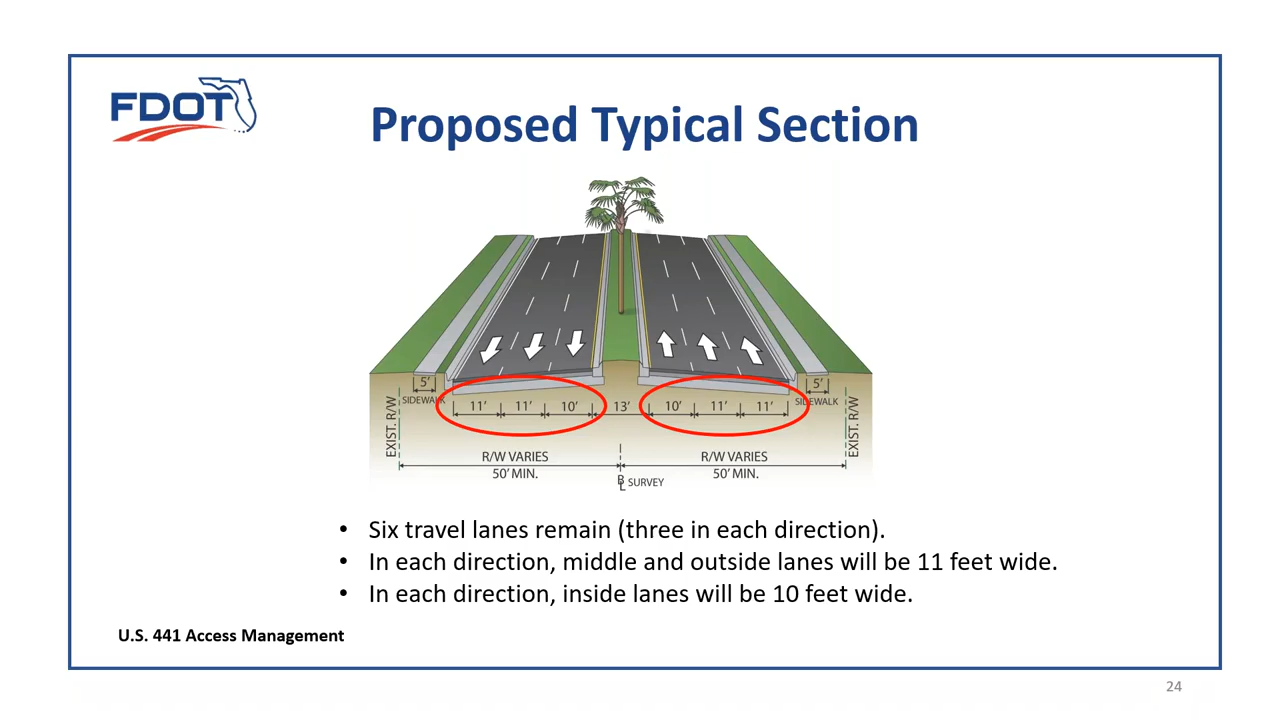 FDOT
Proposed Typical Section
5’
SIDEWALK
EXIST. R/W
11’ 11’ 10’ 13’ 10’ 11’ 11’
5’
SIDEWALK
EXIST. R/W
R/W VARIES
50’ MIN.
R/W VARIES
50’ MIN.
BL SURVEY
• Six travel lanes remain (three in each direction).
• In each direction, middle and outside lanes will be 11 feet wide.
• In each direction, inside lanes will be 10 feet wide.
U.S. 441 Access Management
24